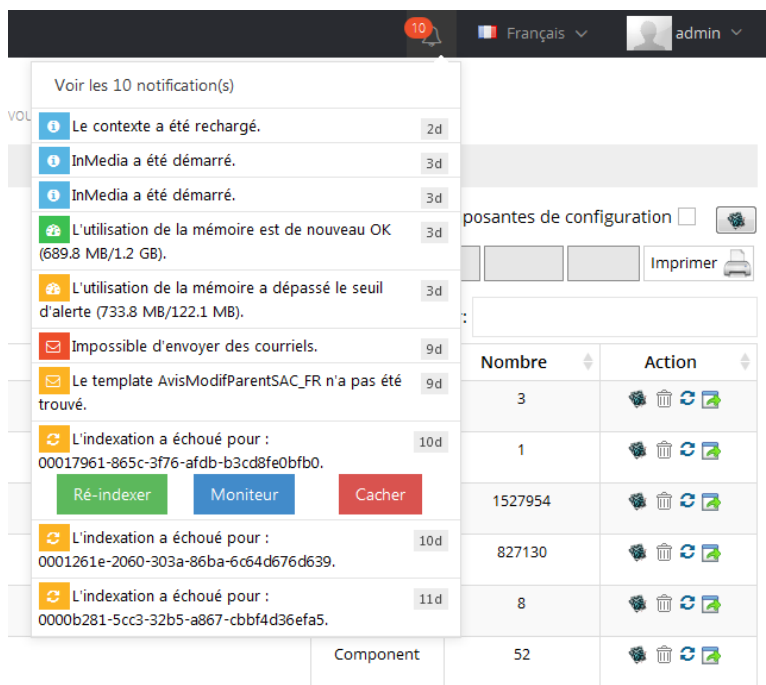 10
Français
admin
Voir les 10 notification(s)
vou
Le contexte a été rechargé.
2d
InMedia a été démarré.
3d
InMedia a été démarré.
3d
L'utilisation de la mémoire est de nouveau OK
(689.8 MB/1.2 GB).
3d
L'utilisation de la mémoire a dépassé le seuil
d'alerte (733.8 MB/122.1 MB).
3d
Impossible d'envoyer des courriels.
9d
Le template AvisModifParentSAC_FR n'a pas été
trouvé.
9d
L'indexation a échoué pour :
00017961-865c-3f76-afdb-b3cd8fe0bfb0.
10d
Ré-indexer
Moniteur
Cacher
L'indexation a échoué pour :
0001261e-2060-303a-86ba-6c64d676d639.
10d
L'indexation a échoué pour :
0000b281-5cc3-32b5-a867-cbbf4d36efa5.
11d
posantes de configuration
Imprimer
:
Nombre Action
3
1
1527954
827130
8
Component 52